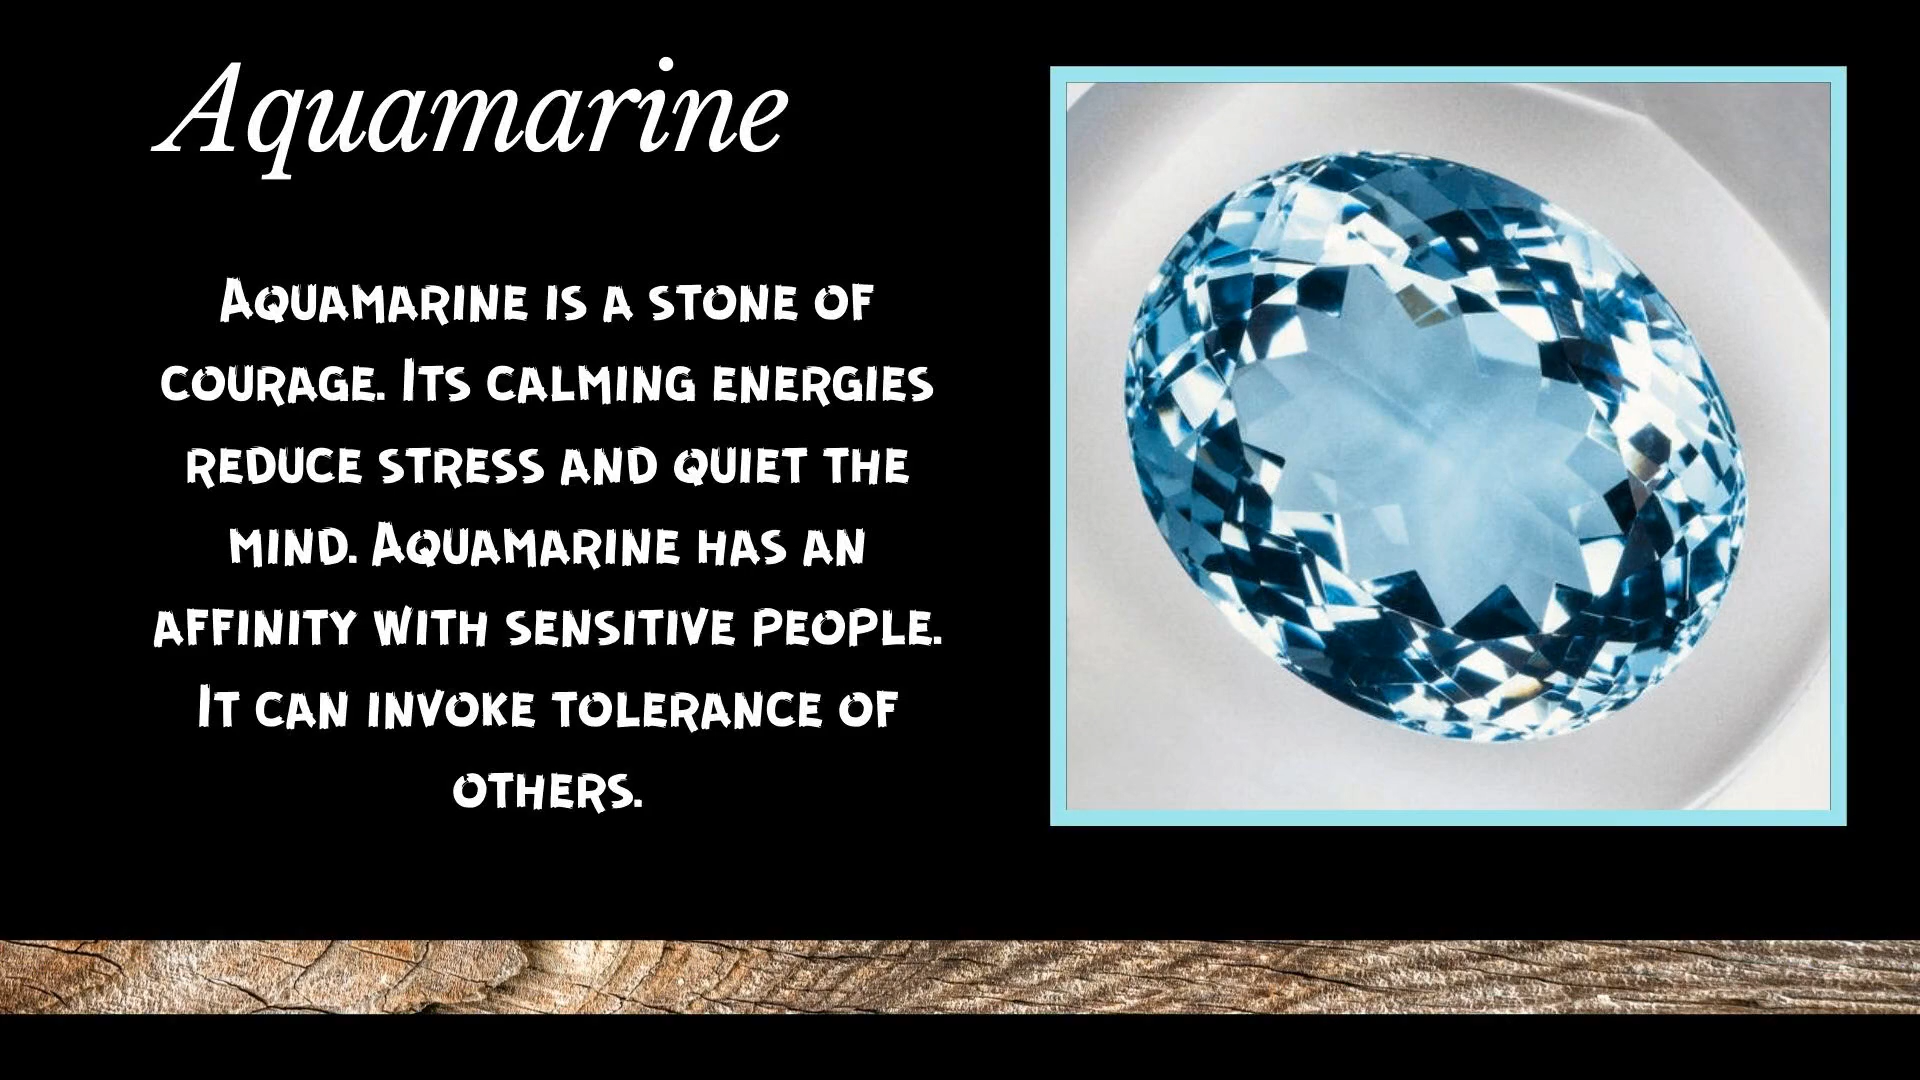 Aquamarine
Aquamarine is a stone of
courage. Its calming energies
reduce stress and quiet the
mind. Aquamarine has an
affinity with sensitive people.
It can invoke tolerance of
others.